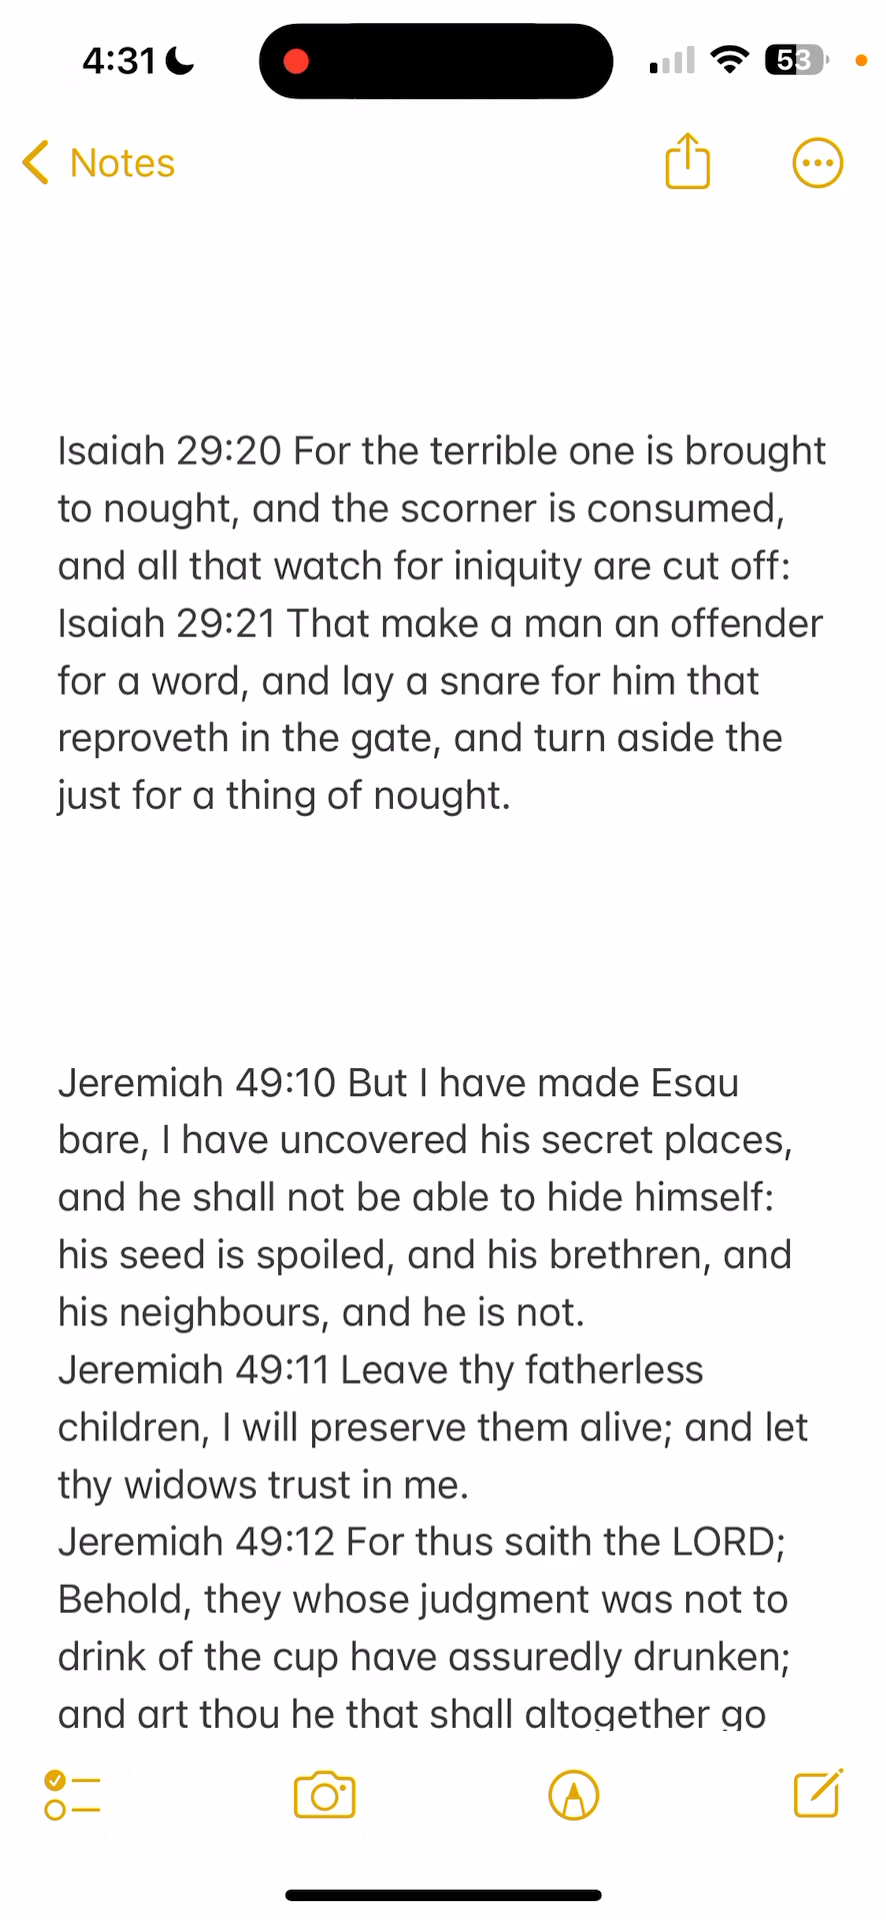 4:31
53
Notes
Isaiah 29:20 For the terrible one is brought
to nought, and the scorner is consumed,
and all that watch for iniquity are cut off:
Isaiah 29:21 That make a man an offender
for a word, and lay a snare for him that
reproveth in the gate, and turn aside the
just for a thing of nought.
Jeremiah 49:10 But I have made Esau
bare, I have uncovered his secret places,
and he shall not be able to hide himself:
his seed is spoiled, and his brethren, and
his neighbours, and he is not.
Jeremiah 49:11 Leave thy fatherless
children, I will preserve them alive; and let
thy widows trust in me.
Jeremiah 49:12 For thus saith the LORD;
Behold, they whose judgment was not to
drink of the cup have assuredly drunken;
and art thou he that shall altogether go